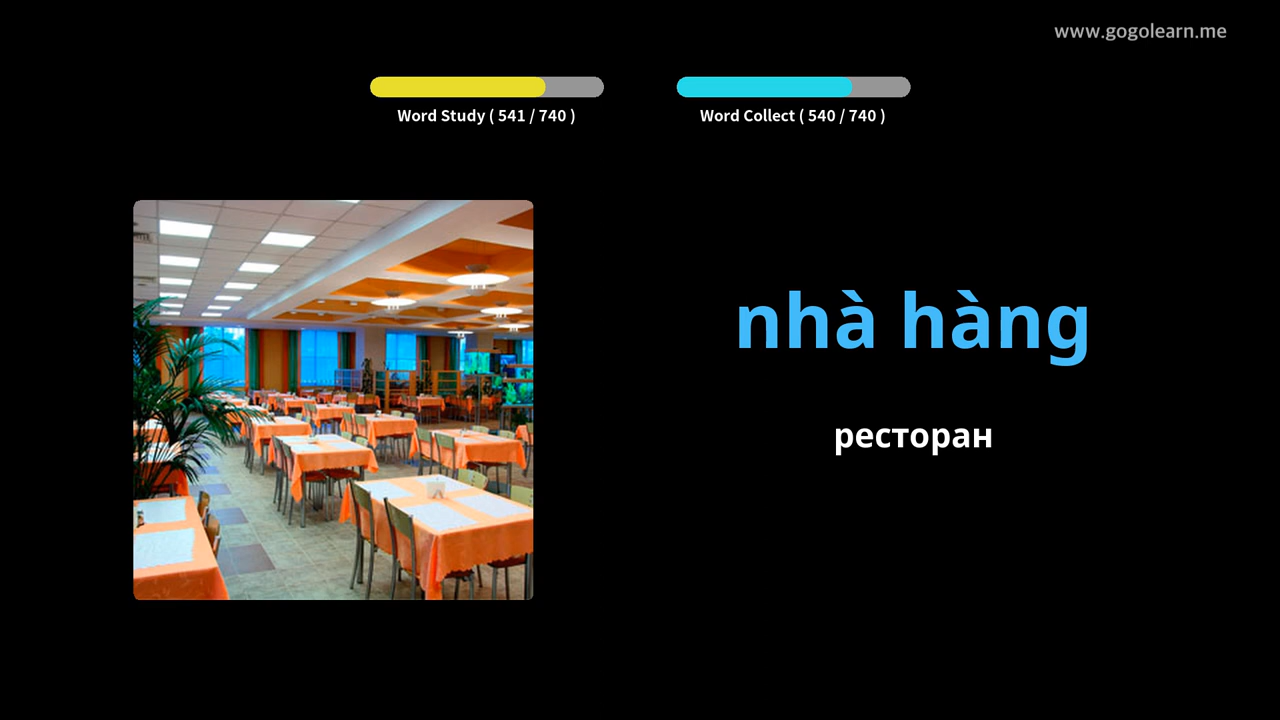 www.gogolearn.me
Word Study ( 541 / 740 )
Word Collect ( 540 / 740 )
nhà hàng
ресторан